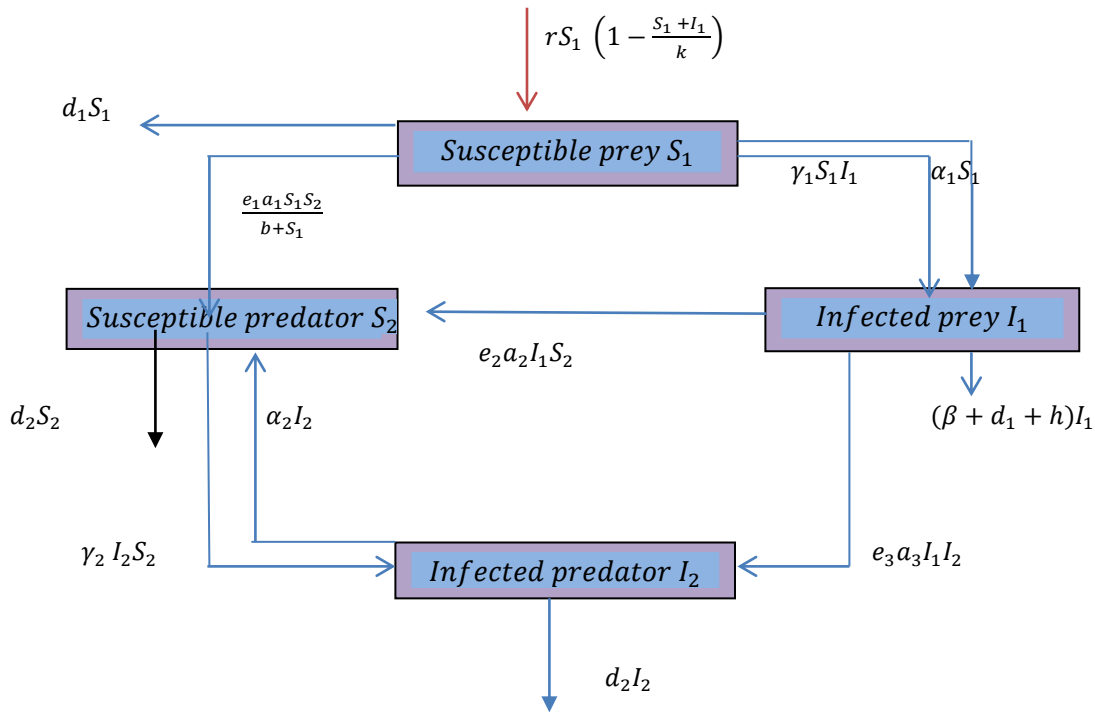 rS₁ (1 − (S₁ + I₁)/k)
d₁S₁
Susceptible prey S₁
γ₁S₁I₁
α₁S₁
e₁a₁S₁S₂/(b+S₁)
Susceptible predator S₂
Infected prey I₁
e₂a₂I₁S₂
d₂S₂
α₂I₂
(β + d₁ + h)I₁
γ₂ I₂S₂
Infected predator I₂
e₃a₃I₁I₂
d₂I₂